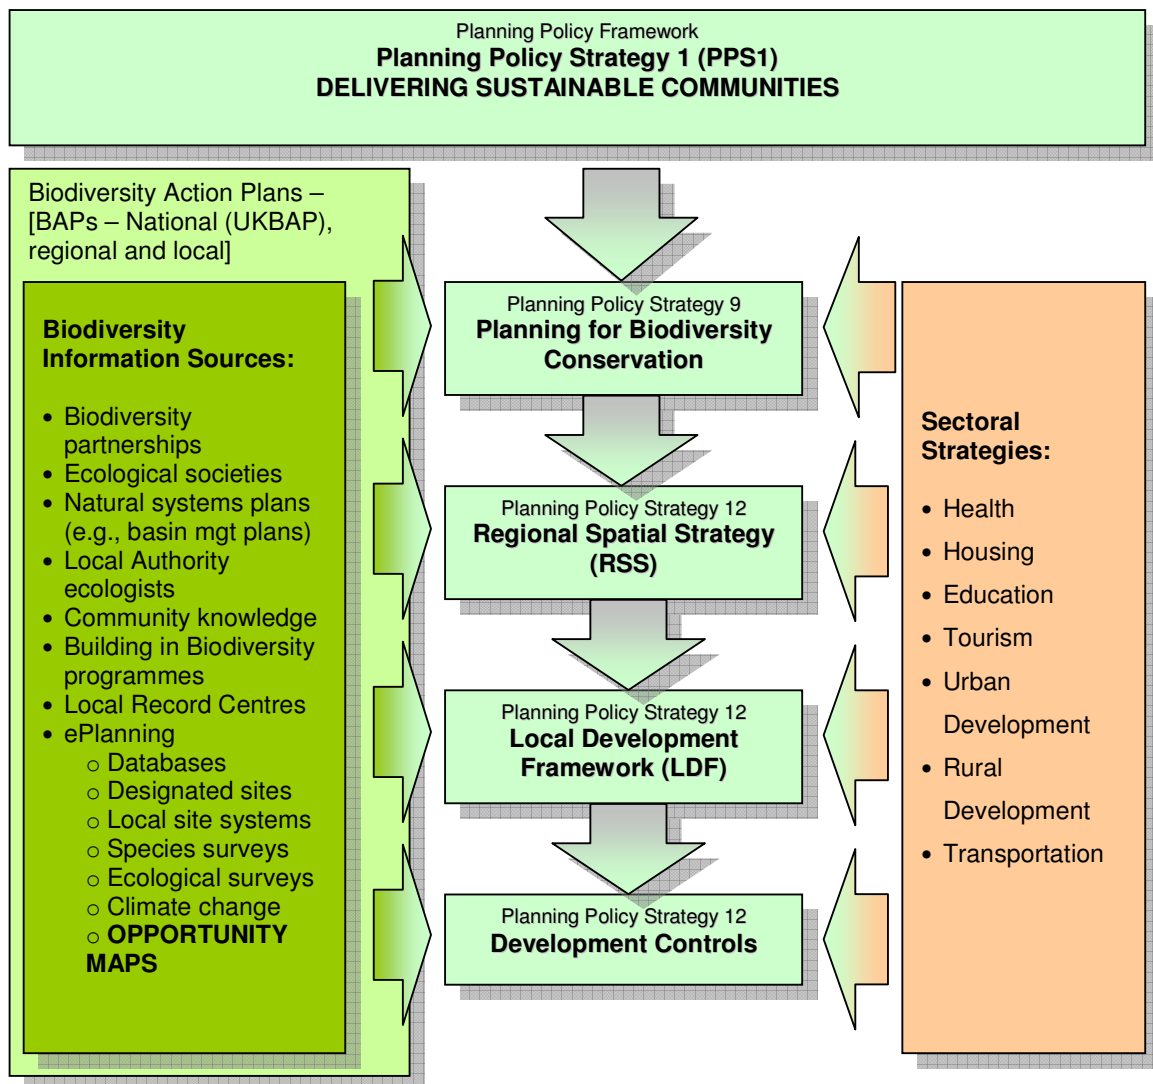 Planning Policy Framework
Planning Policy Strategy 1 (PPS1)
DELIVERING SUSTAINABLE COMMUNITIES
Biodiversity Action Plans –
[BAPs – National (UKBAP),
regional and local]
Biodiversity
Information Sources:
• Biodiversity
partnerships
• Ecological societies
• Natural systems plans
(e.g., basin mgt plans)
• Local Authority
ecologists
• Community knowledge
• Building in Biodiversity
programmes
• Local Record Centres
• ePlanning
o Databases
o Designated sites
o Local site systems
o Species surveys
o Ecological surveys
o Climate change
o OPPORTUNITY
MAPS
Planning Policy Strategy 9
Planning for Biodiversity
Conservation
Planning Policy Strategy 12
Regional Spatial Strategy
(RSS)
Planning Policy Strategy 12
Local Development
Framework (LDF)
Planning Policy Strategy 12
Development Controls
Sectoral
Strategies:
• Health
• Housing
• Education
• Tourism
• Urban
Development
• Rural
Development
• Transportation